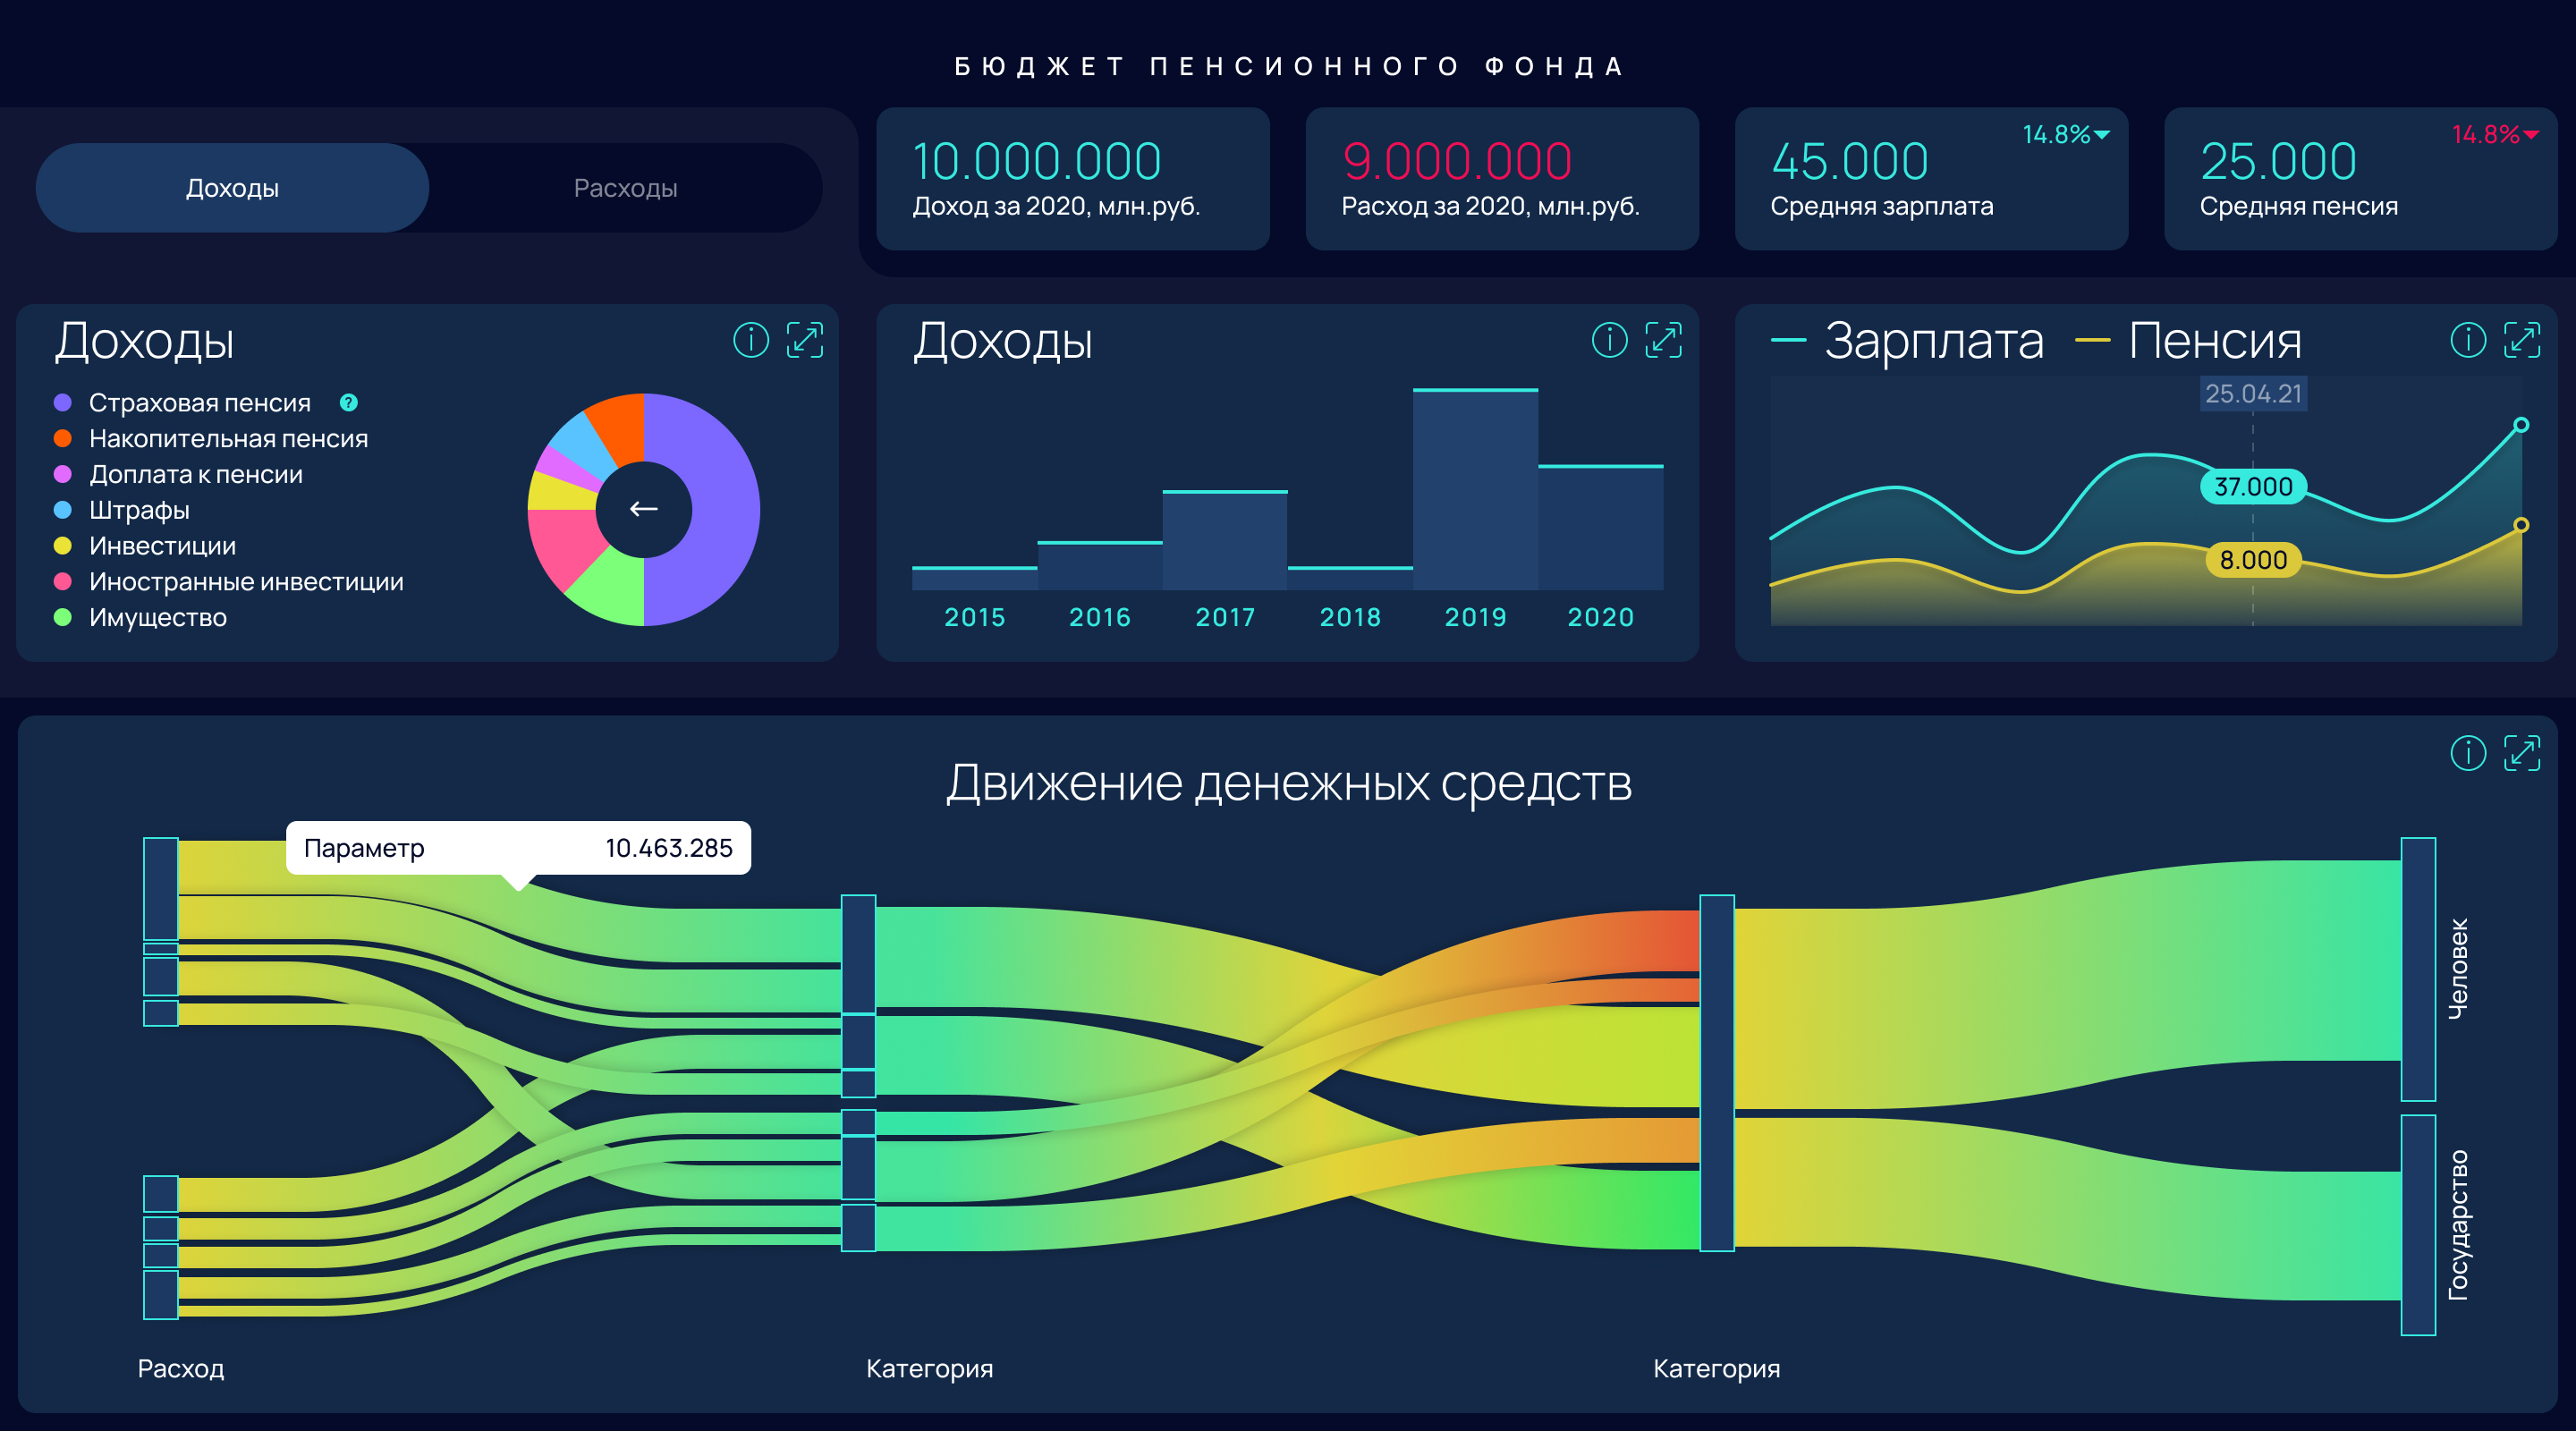 БЮДЖЕТ ПЕНСИОННОГО ФОНДА
Доходы
Расходы
10.000.000
Доход за 2020, млн.руб.
9.000.000
Расход за 2020, млн.руб.
14.8%
45.000
Средняя зарплата
14.8%
25.000
Средняя пенсия
Доходы
Страховая пенсия ?
Накопительная пенсия
Доплата к пенсии
Штрафы
Инвестиции
Иностранные инвестиции
Имущество
Доходы
2015 2016 2017 2018 2019 2020
Зарплата Пенсия
25.04.21
37.000
8.000
Движение денежных средств
Параметр 10.463.285
Человек
Государство
Расход
Категория
Категория